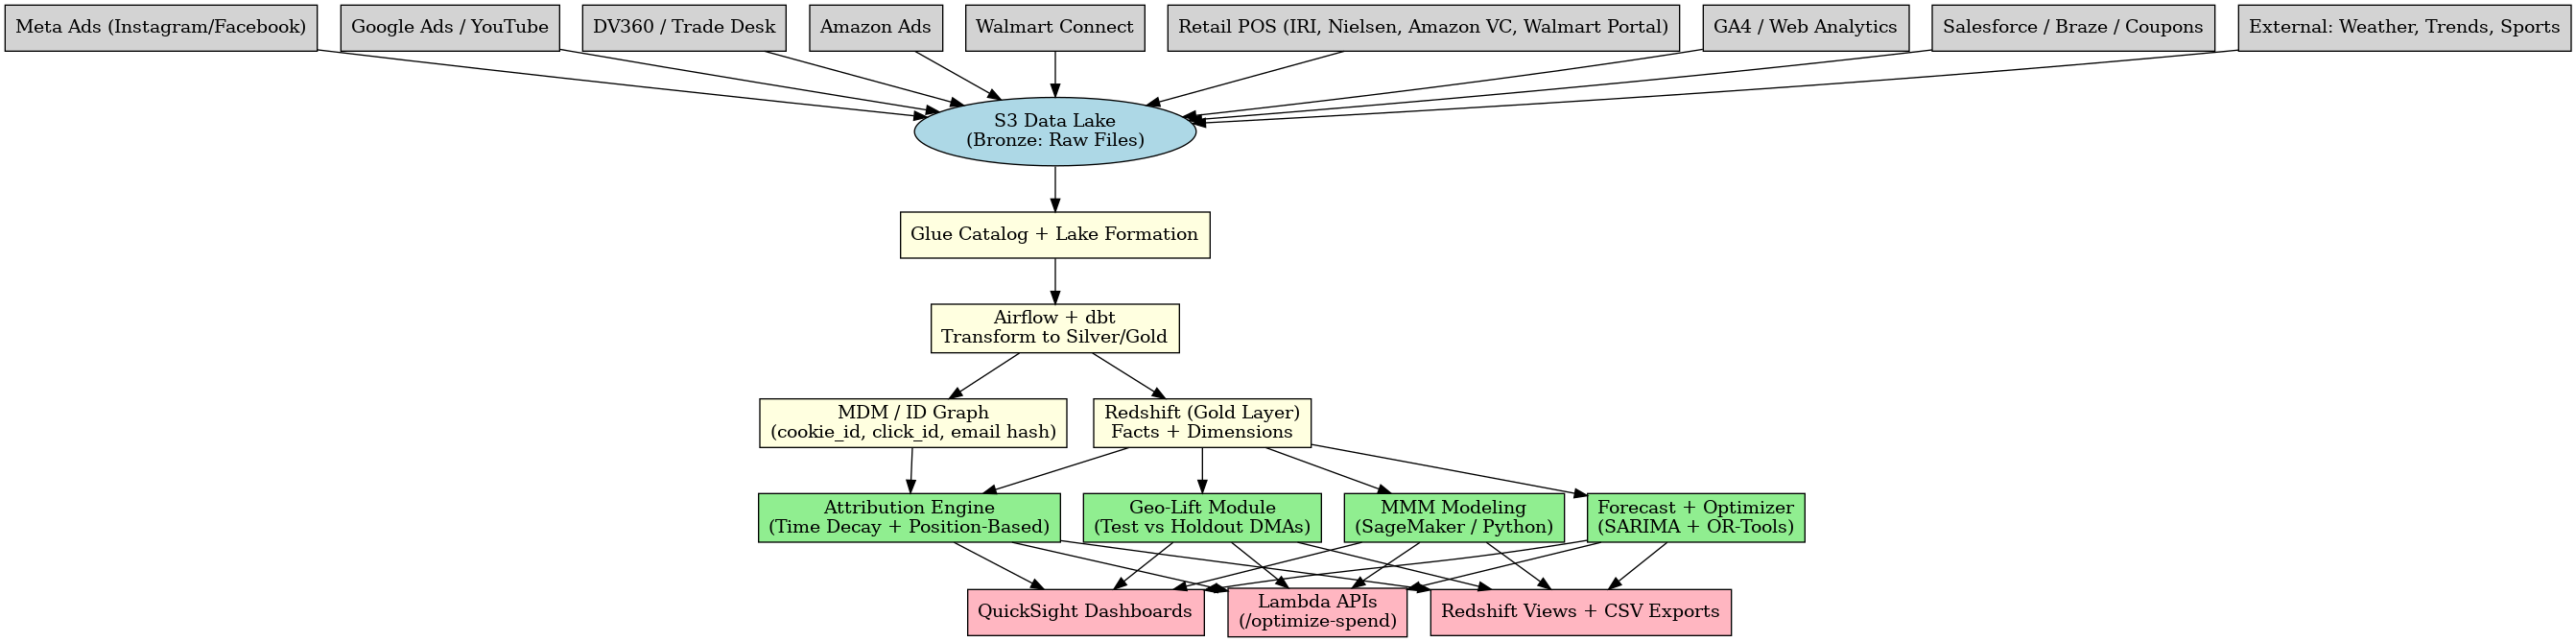 Meta Ads (Instagram/Facebook)
Google Ads / YouTube
DV360 / Trade Desk
Amazon Ads
Walmart Connect
Retail POS (IRI, Nielsen, Amazon VC, Walmart Portal)
GA4 / Web Analytics
Salesforce / Braze / Coupons
External: Weather, Trends, Sports
S3 Data Lake
(Bronze: Raw Files)
Glue Catalog + Lake Formation
Airflow + dbt
Transform to Silver/Gold
MDM / ID Graph
(cookie_id, click_id, email hash)
Redshift (Gold Layer)
Facts + Dimensions
Attribution Engine
(Time Decay + Position-Based)
Geo-Lift Module
(Test vs Holdout DMAs)
MMM Modeling
(SageMaker / Python)
Forecast + Optimizer
(SARIMA + OR-Tools)
QuickSight Dashboards
Lambda APIs
(/optimize-spend)
Redshift Views + CSV Exports